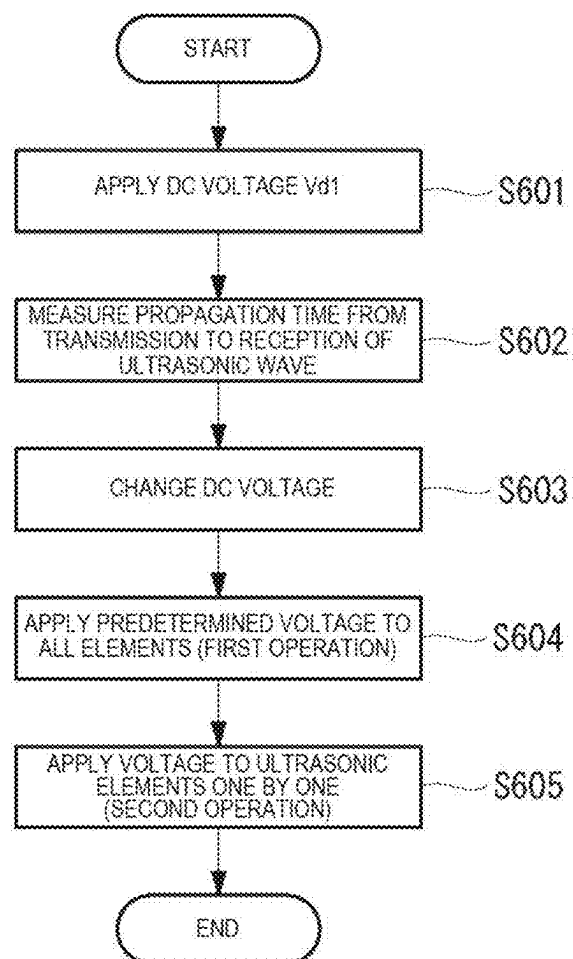 START
APPLY DC VOLTAGE Vd1
S601
MEASURE PROPAGATION TIME FROM
TRANSMISSION TO RECEPTION OF
ULTRASONIC WAVE
S602
CHANGE DC VOLTAGE
S603
APPLY PREDETERMINED VOLTAGE TO
ALL ELEMENTS (FIRST OPERATION)
S604
APPLY VOLTAGE TO ULTRASONIC
ELEMENTS ONE BY ONE
(SECOND OPERATION)
S605
END